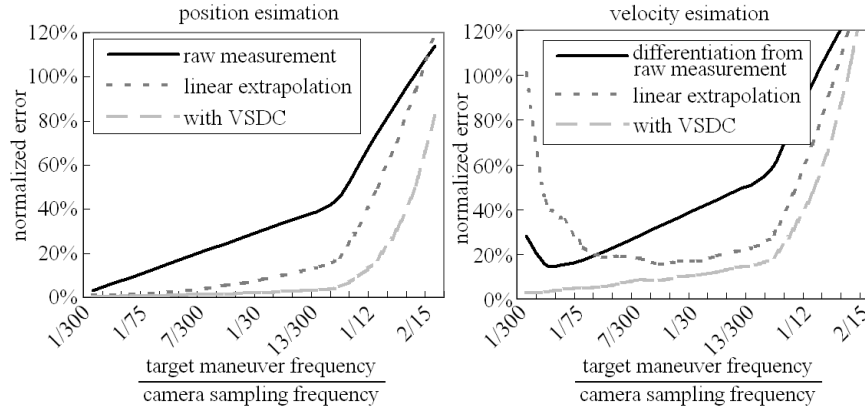 position esimation
120%
100%
80%
60%
40%
20%
0%
normalized error
raw measurement
linear extrapolation
with VSDC
1/300
1/75
7/300
1/30
13/300
1/12
2/15
target maneuver frequency
camera sampling frequency
velocity esimation
120%
100%
80%
60%
40%
20%
0%
normalized error
differentiation from
raw measurement
linear extrapolation
with VSDC
1/300
1/75
7/300
1/30
13/300
1/12
2/15
target maneuver frequency
camera sampling frequency